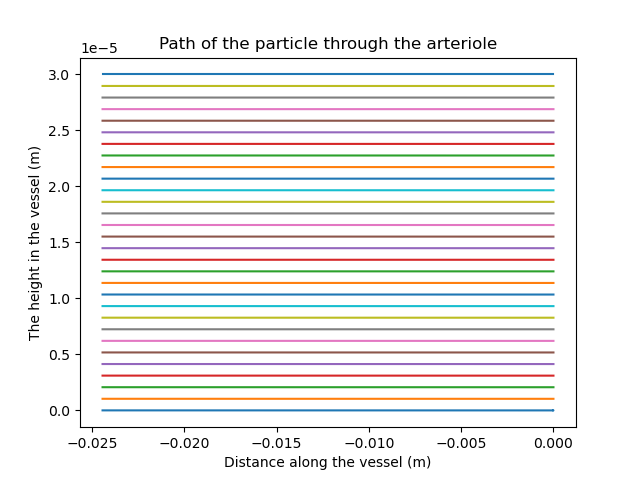 Path of the particle through the arteriole
1e−5
3.0
2.5
2.0
1.5
1.0
0.5
0.0
The height in the vessel (m)
−0.025 −0.020 −0.015 −0.010 −0.005 0.000
Distance along the vessel (m)